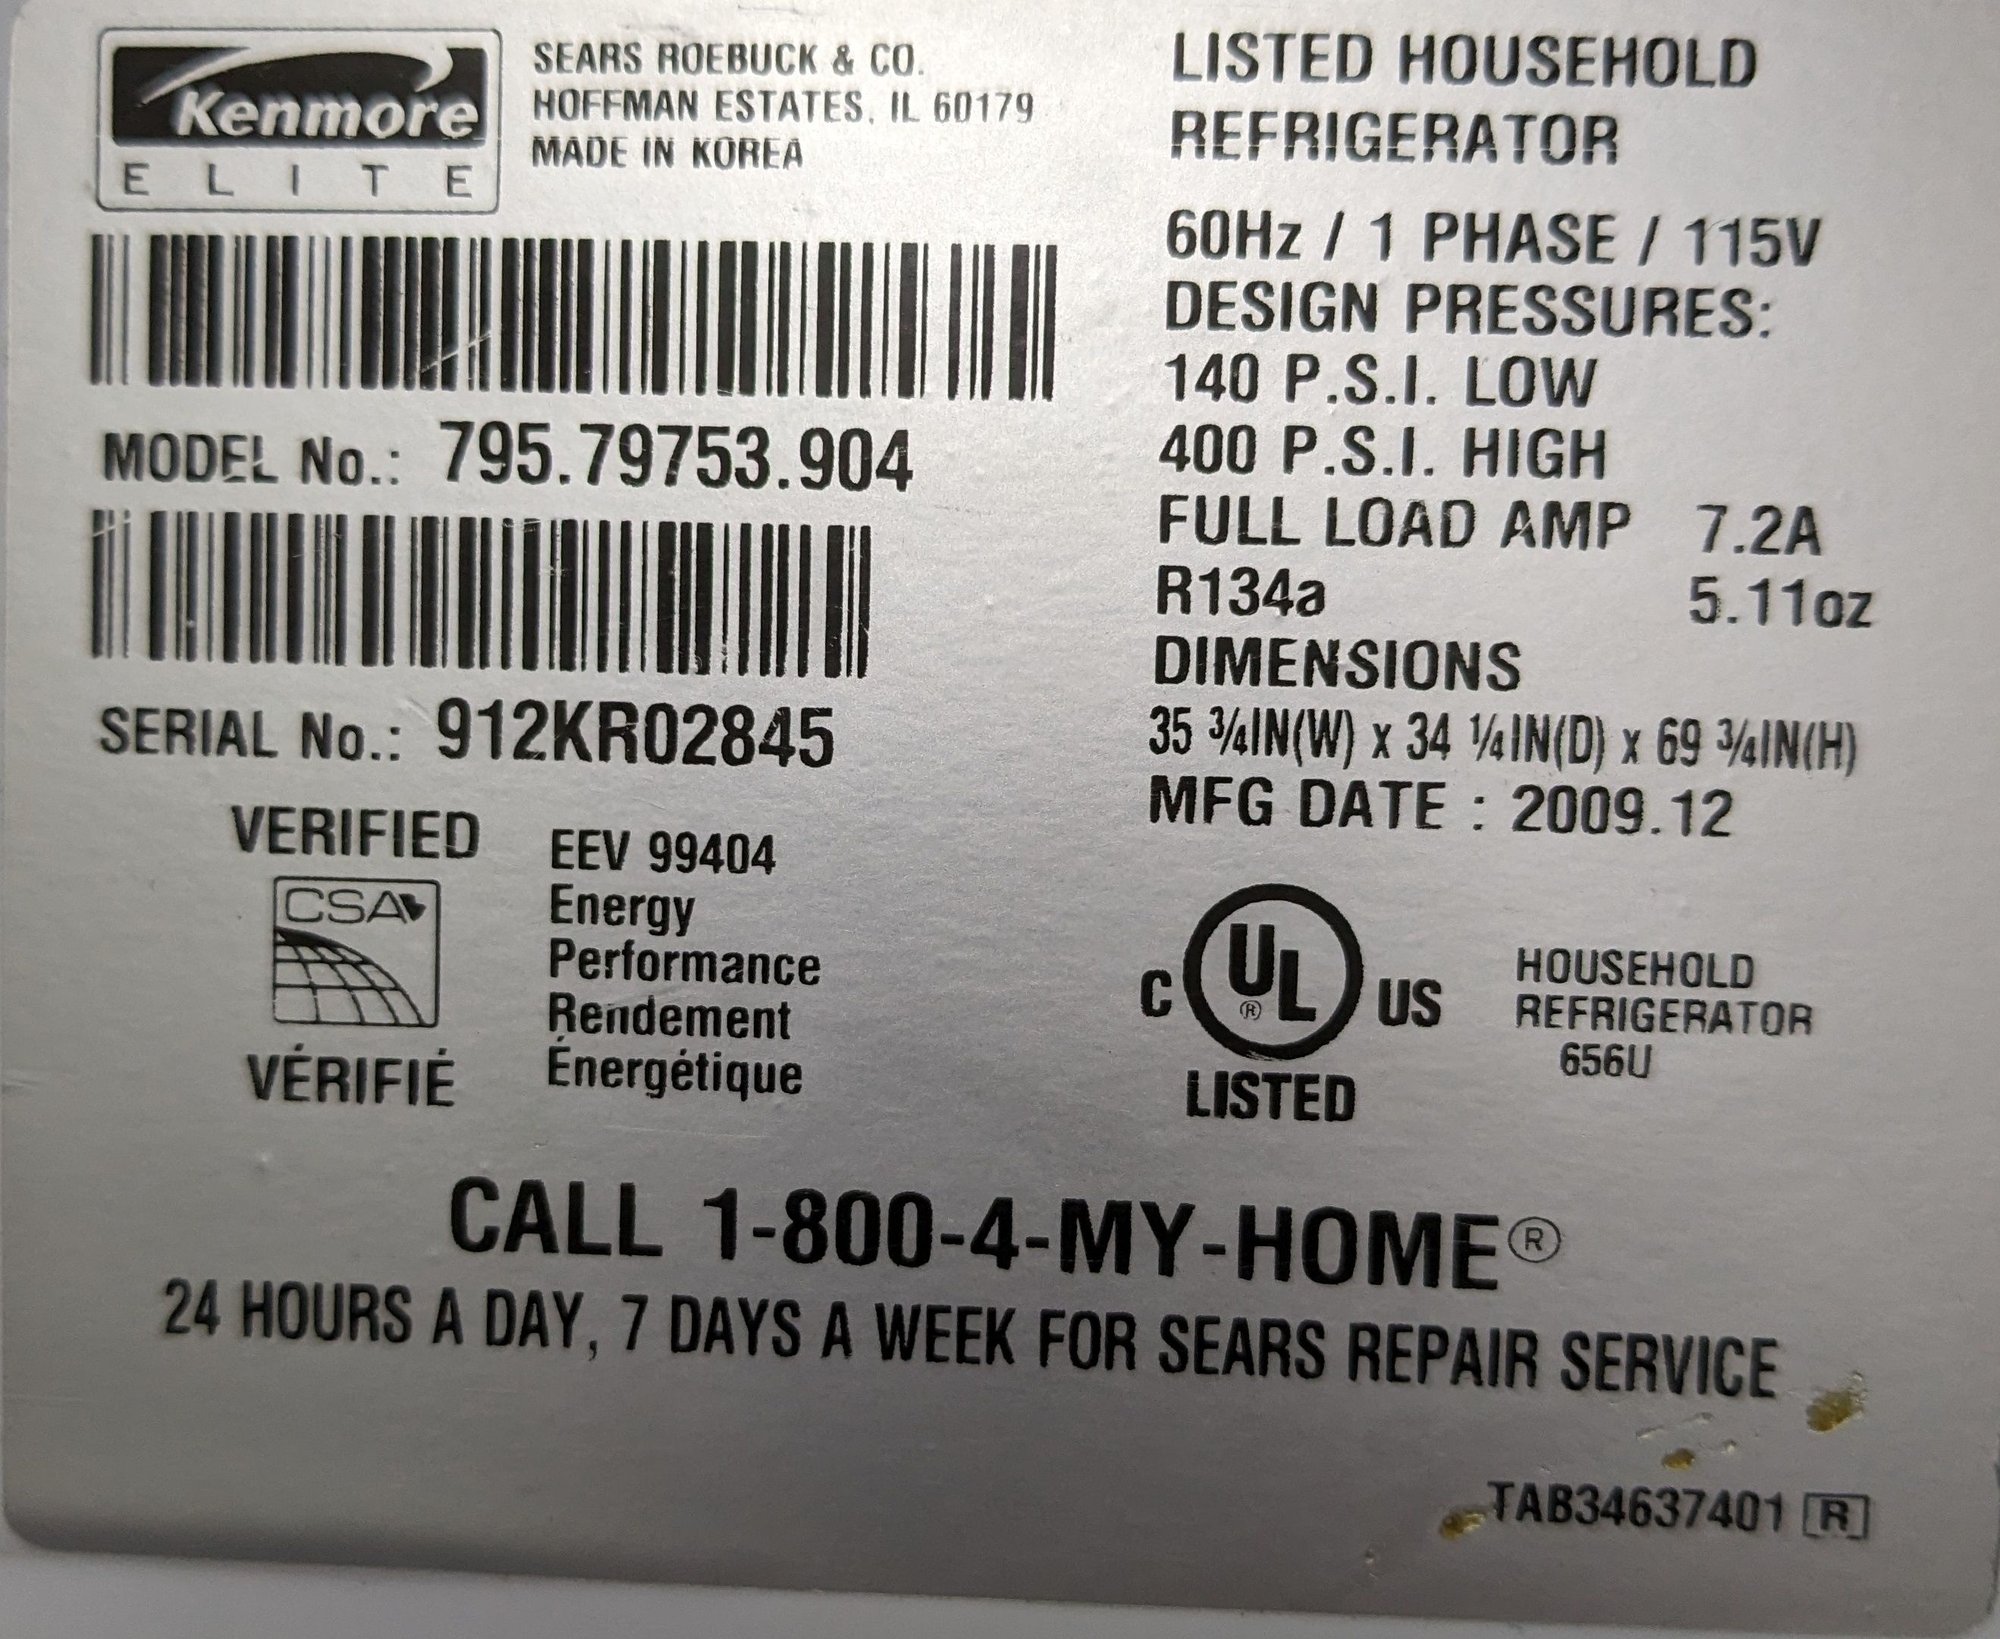 Kenmore
ELITE
SEARS ROEBUCK & CO.
HOFFMAN ESTATES, IL 60179
MADE IN KOREA
MODEL No.: 795.79753.904
SERIAL No.: 912KR02845
VERIFIED
CSA
VÉRIFIÉ
EEV 99404
Energy
Performance
Rendement
Énergétique
LISTED HOUSEHOLD
REFRIGERATOR
60Hz / 1 PHASE / 115V
DESIGN PRESSURES:
140 P.S.I. LOW
400 P.S.I. HIGH
FULL LOAD AMP 7.2A
R134a 5.11oz
DIMENSIONS
35 ¾IN(W) x 34 ¼IN(D) x 69 ¾IN(H)
MFG DATE : 2009.12
C UL ® US
LISTED
HOUSEHOLD
REFRIGERATOR
656U
CALL 1-800-4-MY-HOME®
24 HOURS A DAY, 7 DAYS A WEEK FOR SEARS REPAIR SERVICE
TAB34637401 R